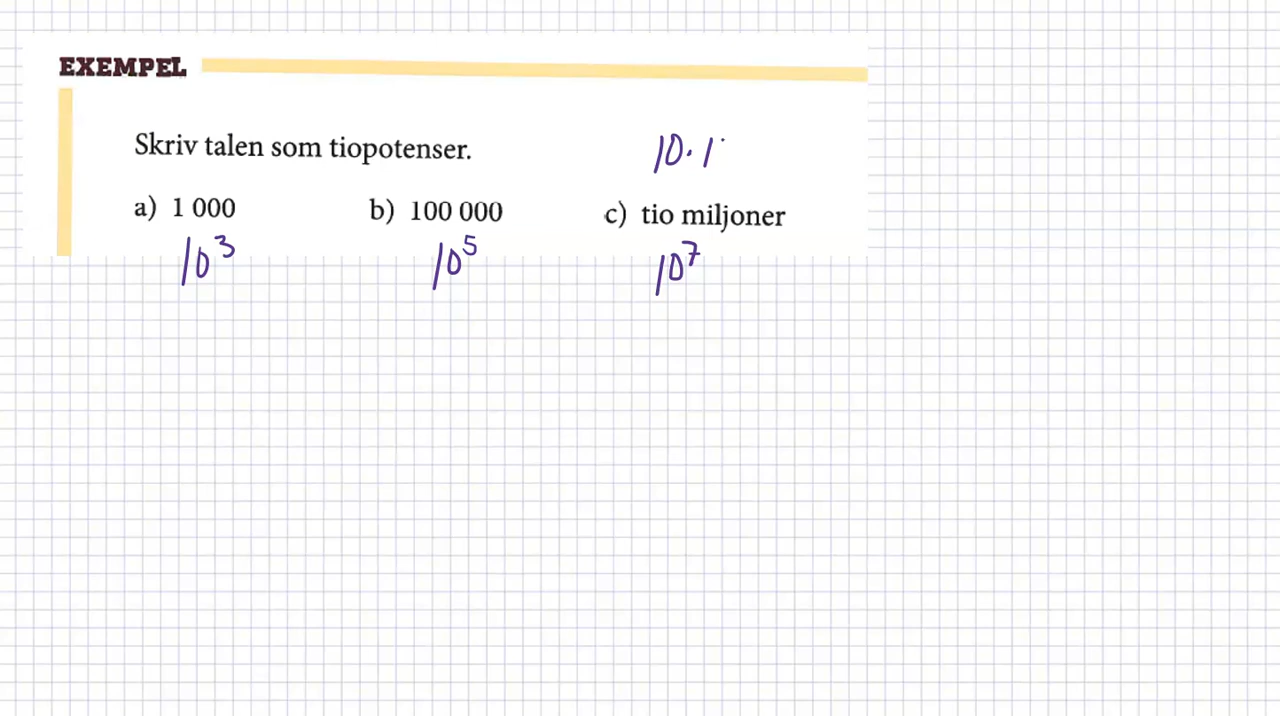 EXEMPEL
Skriv talen som tiopotenser.
10·1
a) 1 000 b) 100 000 c) tio miljoner
10³ 10⁵ 10⁷